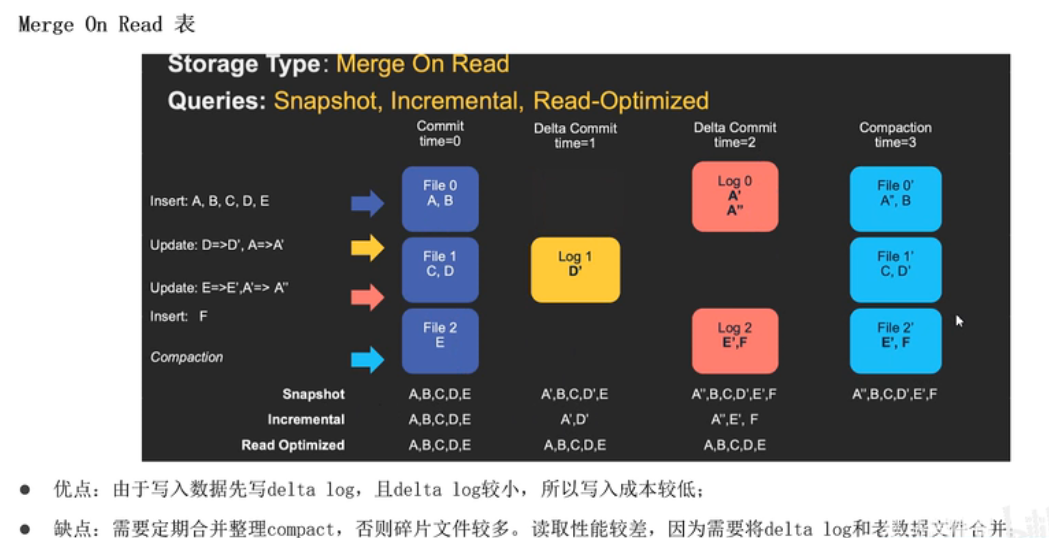 Merge On Read 表
Storage Type: Merge On Read
Queries: Snapshot, Incremental, Read-Optimized
Commit time=0
Delta Commit time=1
Delta Commit time=2
Compaction time=3
Insert: A, B, C, D, E
File 0
A, B
Log 0
A'
A''
File 0'
A'', B
Update: D=>D', A=>A'
File 1
C, D
Log 1
D'
File 1'
C, D'
Update: E=>E',A'=> A''
Insert: F
File 2
E
Log 2
E',F
File 2'
E', F
Compaction
Snapshot A,B,C,D,E A',B,C,D',E A'',B,C,D',E',F A'',B,C,D',E',F
Incremental A,B,C,D,E A',D' A'',E', F
Read Optimized A,B,C,D,E A,B,C,D,E A,B,C,D,E
● 优点：由于写入数据先写delta log，且delta log较小，所以写入成本较低；
● 缺点：需要定期合并整理compact，否则碎片文件较多。读取性能较差，因为需要将delta log和老数据文件合并